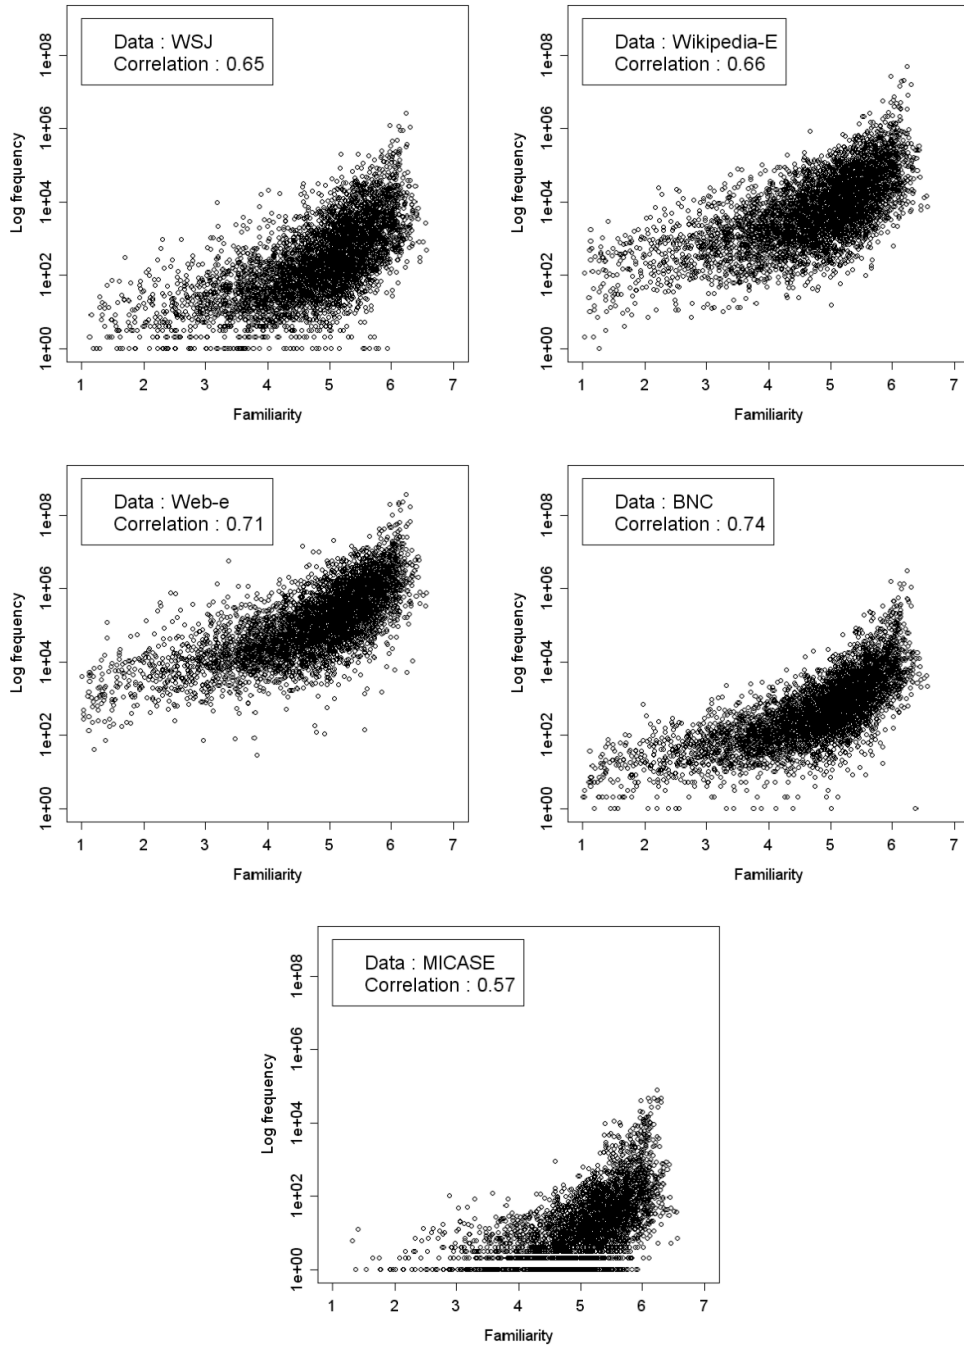 Data : WSJ
Correlation : 0.65
1e+08
1e+06
1e+04
1e+02
1e+00
Log frequency
1 2 3 4 5 6 7
Familiarity
Data : Wikipedia-E
Correlation : 0.66
1e+08
1e+06
1e+04
1e+02
1e+00
Log frequency
1 2 3 4 5 6 7
Familiarity
Data : Web-e
Correlation : 0.71
1e+08
1e+06
1e+04
1e+02
1e+00
Log frequency
1 2 3 4 5 6 7
Familiarity
Data : BNC
Correlation : 0.74
1e+08
1e+06
1e+04
1e+02
1e+00
Log frequency
1 2 3 4 5 6 7
Familiarity
Data : MICASE
Correlation : 0.57
1e+08
1e+06
1e+04
1e+02
1e+00
Log frequency
1 2 3 4 5 6 7
Familiarity